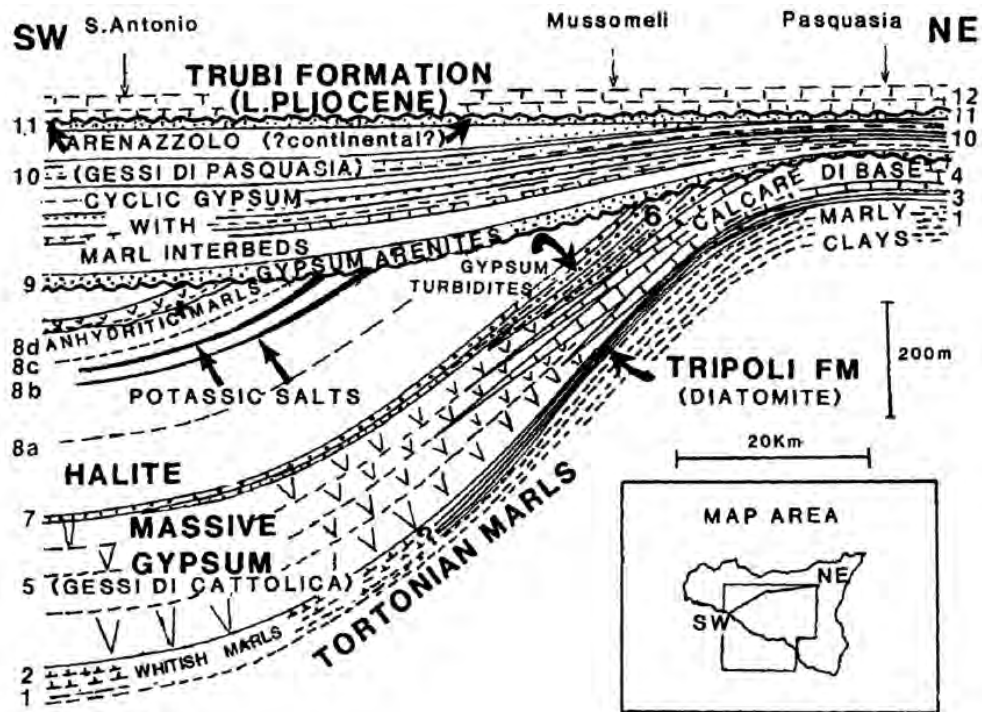 SW S.Antonio Mussomeli Pasquasia NE
TRUBI FORMATION
(L.PLIOCENE)
12
11 11
ARENAZZOLO (?continental?)
10
10 (GESSI DI PASQUASIA)
CYCLIC GYPSUM
WITH
MARL INTERBEDS
6
CALCARE DI BASE
4
3
MARLY
1
CLAYS
GYPSUM ARENITES
GYPSUM
TURBIDITES
9
ANHYDRITIC MARLS
8d
8c
8b
POTASSIC SALTS
8a
TRIPOLI FM
(DIATOMITE)
200m
20Km
HALITE
7
MASSIVE
GYPSUM
5 (GESSI DI CATTOLICA)
?
TORTONIAN MARLS
2 WHITISH MARLS
1
MAP AREA
NE
SW